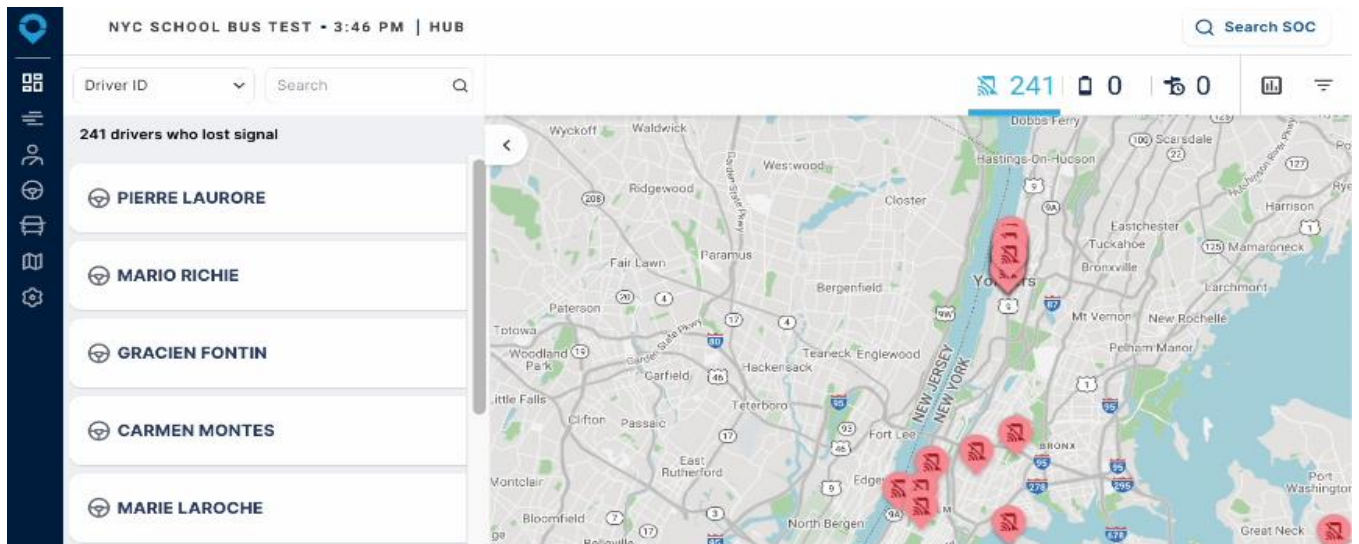 NYC SCHOOL BUS TEST • 3:46 PM | HUB
Search SOC
Driver ID
Search
241
0
0
241 drivers who lost signal
PIERRE LAURORE
MARIO RICHIE
GRACIEN FONTIN
CARMEN MONTES
MARIE LAROCHE
Wyckoff
Waldwick
Dobbs Ferry
Scarsdale
Westwood
Hastings-On-Hudson
Garden State Pkwy
Ridgewood
Closter
Rye
Harrison
Eastchester
Tuckahoe
Mamaroneck
Fair Lawn
Paramus
Bronxville
Bergenfield
Larchmont
Paterson
Mt Vernon
New Rochelle
Totowa
Woodland Park
Teaneck
Englewood
Pelham Manor
Garfield
Hackensack
NEW JERSEY
NEW YORK
Little Falls
Teterboro
Clifton
Passaic
Fort Lee
BRONX
East Rutherford
Montclair
Port Washington
Bloomfield
North Bergen
Great Neck